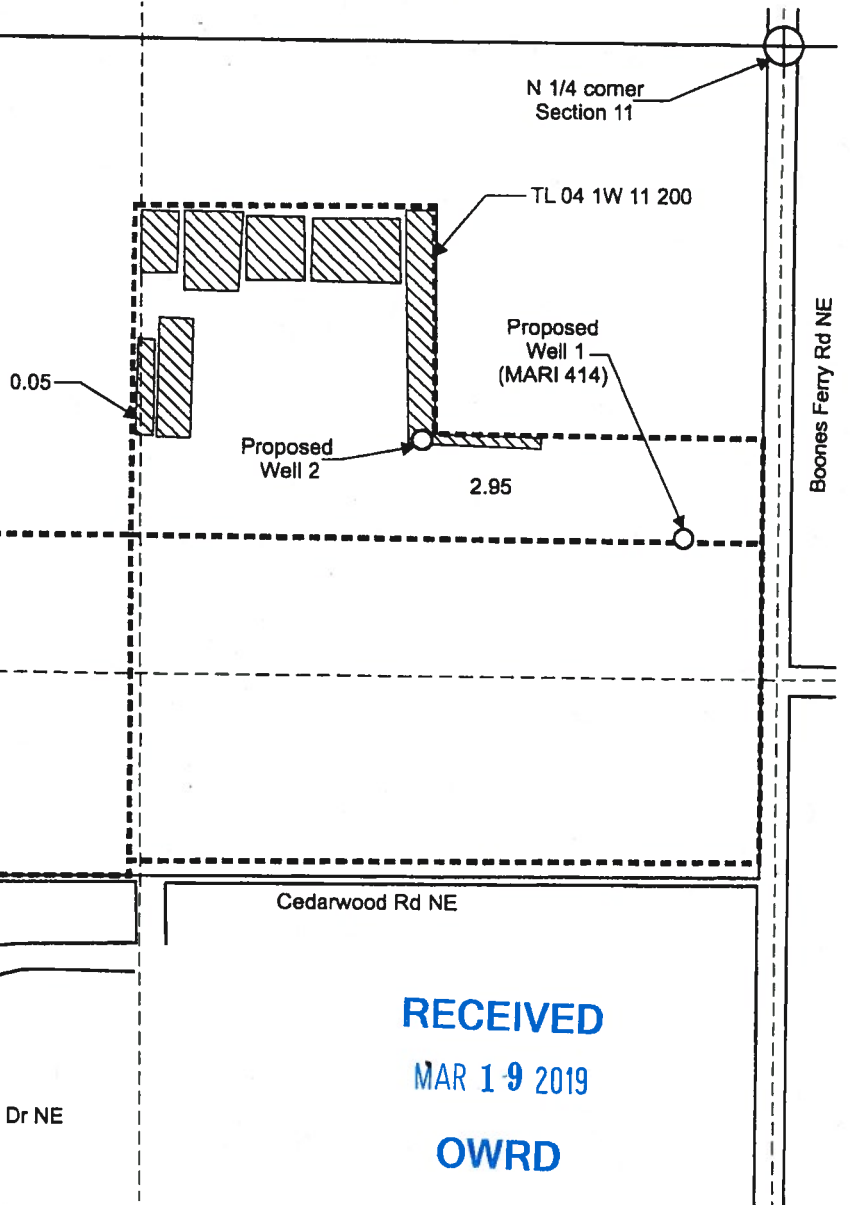 N 1/4 corner
Section 11
TL 04 1W 11 200
Proposed
Well 1
(MARI 414)
Boones Ferry Rd NE
0.05
Proposed
Well 2
2.95
Cedarwood Rd NE
RECEIVED
MAR 19 2019
OWRD
Dr NE